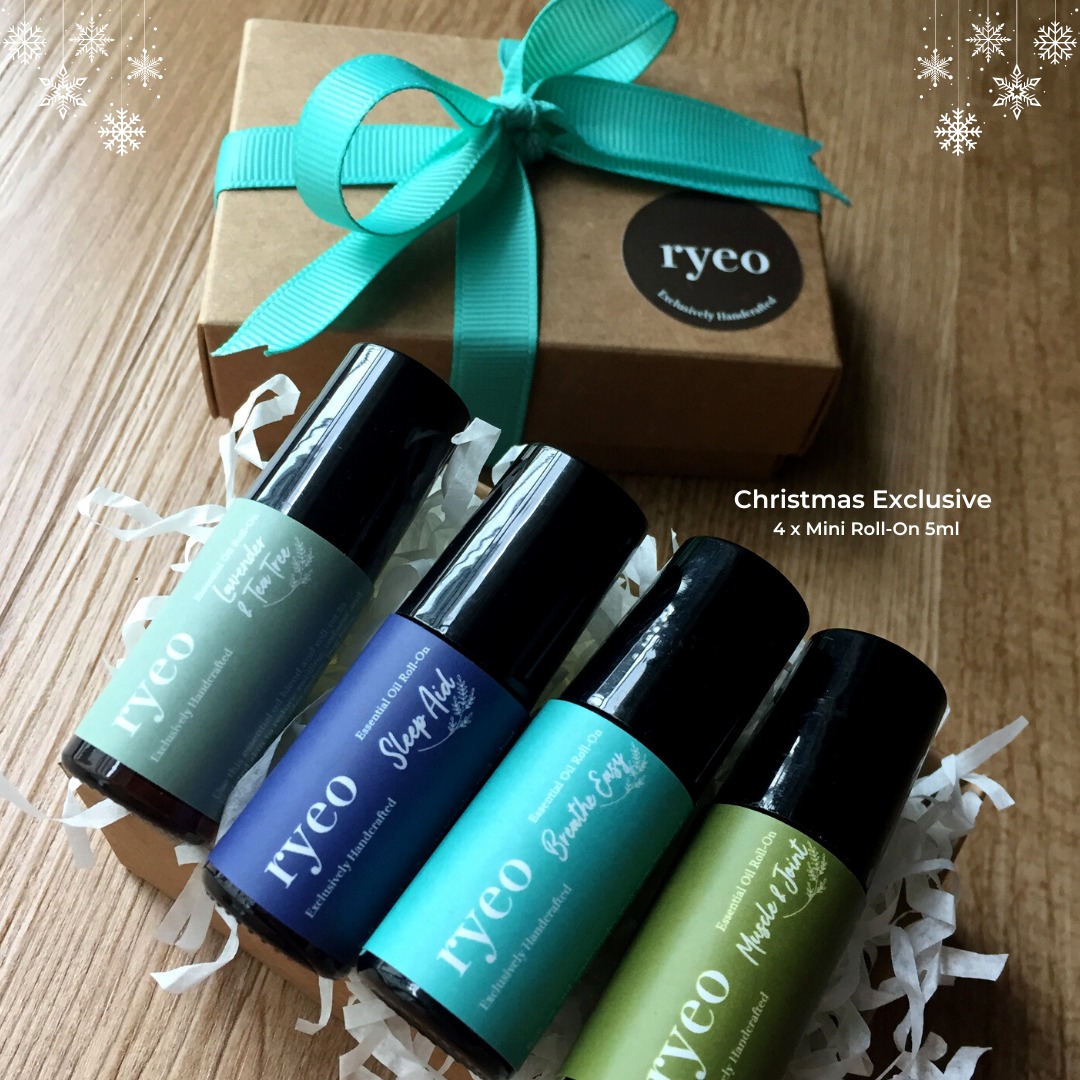 ryeo
Exclusively Handcrafted
Christmas Exclusive
4 x Mini Roll-On 5ml
Essential Oil Roll-On
Lavender
& Tea Tree
ryeo
Exclusively Handcrafted
Essential Oil Roll-On
Sleep Aid
ryeo
Exclusively Handcrafted
Essential Oil Roll-On
Breathe Easy
ryeo
Exclusively Handcrafted
Essential Oil Roll-On
Muscle & Joint
ryeo
Handcrafted